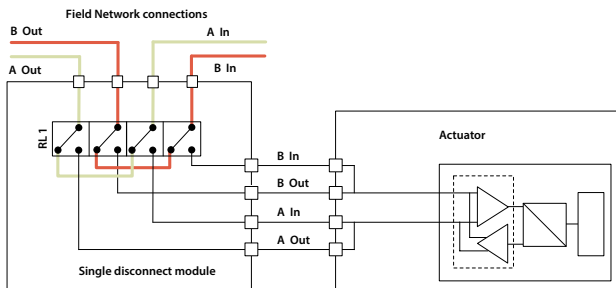 Field Network connections
B Out
A In
A Out
B In
RL 1
Actuator
B In
B Out
A In
A Out
Single disconnect module